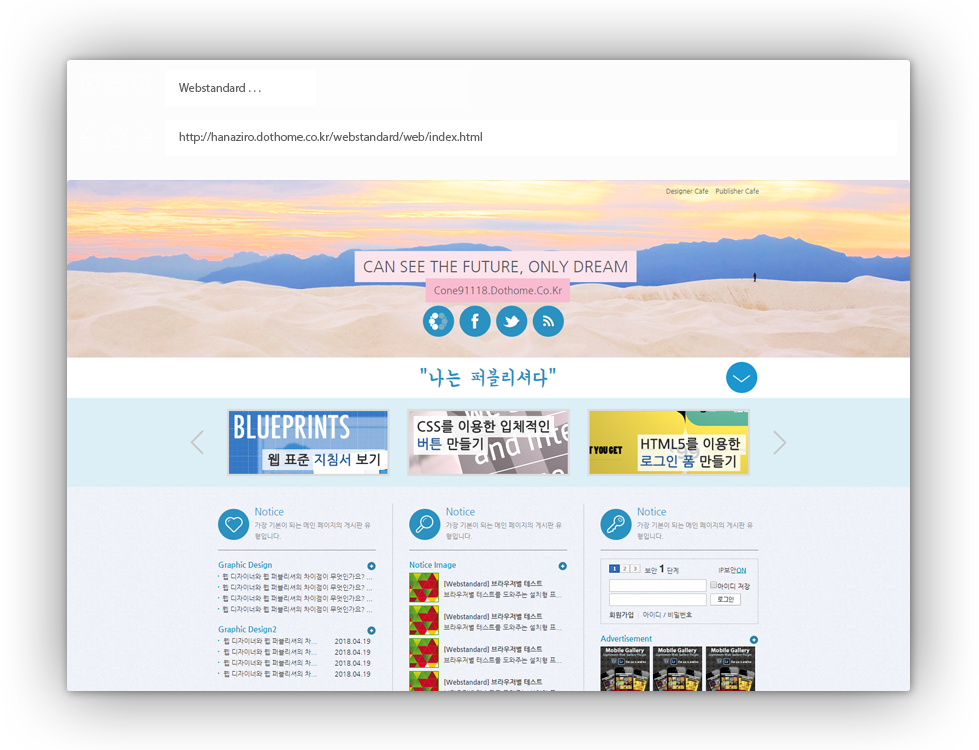 Webstandard . . .
http://hanaziro.dothome.co.kr/webstandard/web/index.html
Designer Cafe Publisher Cafe
CAN SEE THE FUTURE, ONLY DREAM
Cone91118.Dothome.Co.Kr
"나는 퍼블리셔다"
BLUEPRINTS
웹 표준 지침서 보기
CSS를 이용한 입체적인
버튼 만들기
and inte
T YOU GET
HTML5를 이용한
로그인 폼 만들기
Notice
가장 기본이 되는 메인 페이지의 게시판 유
형입니다.
Graphic Design
웹 디자이너와 웹 퍼블리셔의 차이점이 무엇인가요? ...
웹 디자이너와 웹 퍼블리셔의 차이점이 무엇인가요? ...
웹 디자이너와 웹 퍼블리셔의 차이점이 무엇인가요? ...
웹 디자이너와 웹 퍼블리셔의 차이점이 무엇인가요? ...
Graphic Design2
웹 디자이너와 웹 퍼블리셔의 차... 2018.04.19
웹 디자이너와 웹 퍼블리셔의 차... 2018.04.19
웹 디자이너와 웹 퍼블리셔의 차... 2018.04.19
웹 디자이너와 웹 퍼블리셔의 차... 2018.04.19
Notice
가장 기본이 되는 메인 페이지의 게시판 유
형입니다.
Notice Image
[Webstandard] 브라우저별 테스트
브라우저별 테스트를 도와주는 설치형 프...
[Webstandard] 브라우저별 테스트
브라우저별 테스트를 도와주는 설치형 프...
[Webstandard] 브라우저별 테스트
브라우저별 테스트를 도와주는 설치형 프...
[Webstandard] 브라우저별 테스트
Notice
가장 기본이 되는 메인 페이지의 게시판 유
형입니다.
1 2 3 보안 1 단계 IP보안ON
아이디 저장
로그인
회원가입 아이디 / 비밀번호
Advertisement
Mobile Gallery Mobile Gallery Mobile Gallery